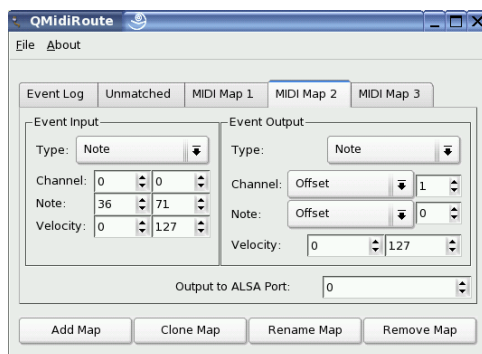 QMidiRoute
File About
Event Log Unmatched MIDI Map 1 MIDI Map 2 MIDI Map 3
Event Input
Type: Note
Channel: 0 0
Note: 36 71
Velocity: 0 127
Event Output
Type: Note
Channel: Offset 1
Note: Offset 0
Velocity: 0 127
Output to ALSA Port: 0
Add Map Clone Map Rename Map Remove Map